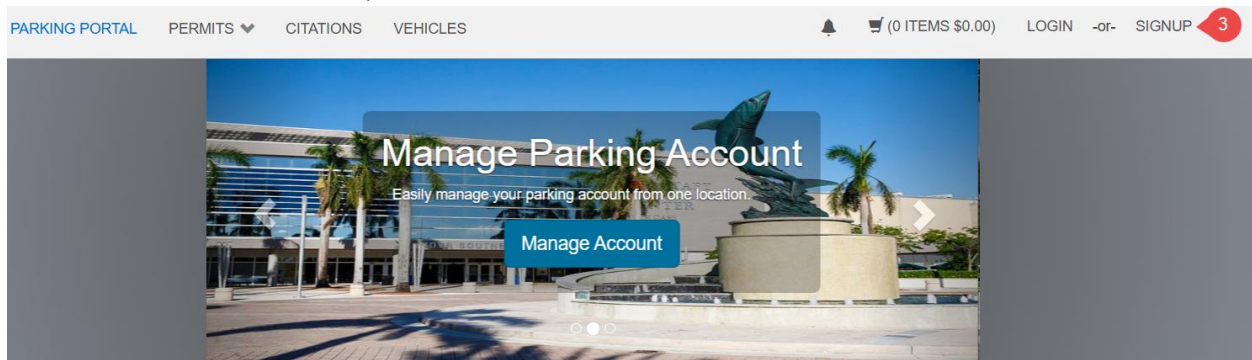 PARKING PORTAL PERMITS CITATIONS VEHICLES (0 ITEMS $0.00) LOGIN -or- SIGNUP 3
Manage Parking Account
Easily manage your parking account from one location.
Manage Account